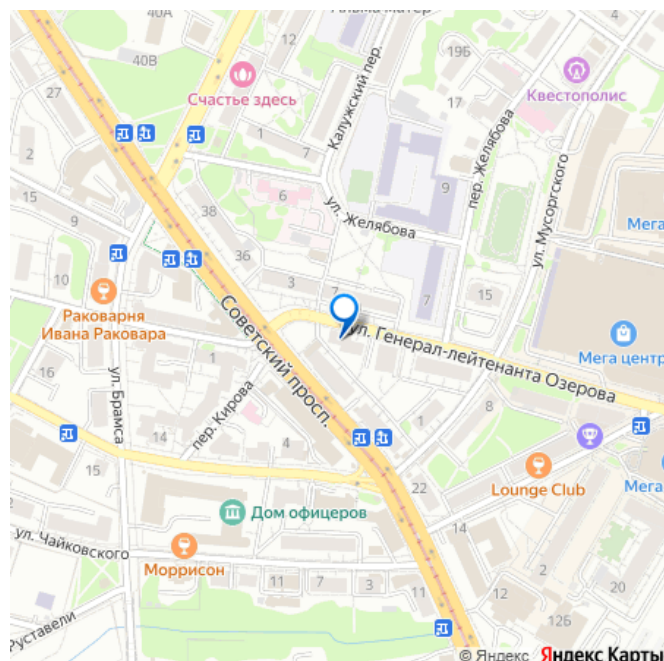 Альма-матер
40А
40В
12
19Б
27
Счастье здесь
Калужский пер.
17
Квестополис
1
7
2
пер. Желябова
15
6
9
ул. Желябова
ул. Мусоргского
9
38
Мега
36
10
3
7
7
15
Раковарня
Ивана Раковара
Советский просп.
ул. Генерал-лейтенанта Озерова
Мега центр
1
16
ул. Брамса
пер. Кирова
1
8
14
4
15
22
Lounge Club
Мега
Дом офицеров
14
ул. Чайковского
Моррисон
11
7
3
11
12
12Б
20
Руставели
© Яндекс Яндекс Карты